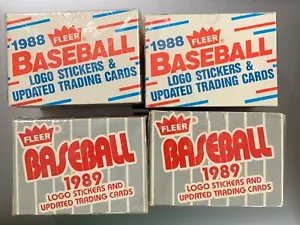 1988 FLEER
BASEBALL
LOGO STICKERS &
UPDATED TRADING CARDS
1988 FLEER
BASEBALL
LOGO STICKERS &
UPDATED TRADING CARDS
FLEER
BASEBALL
1989
LOGO STICKERS AND
UPDATED TRADING CARDS
FLEER
BASEBALL
1989
LOGO STICKERS AND
UPDATED TRADING CARDS